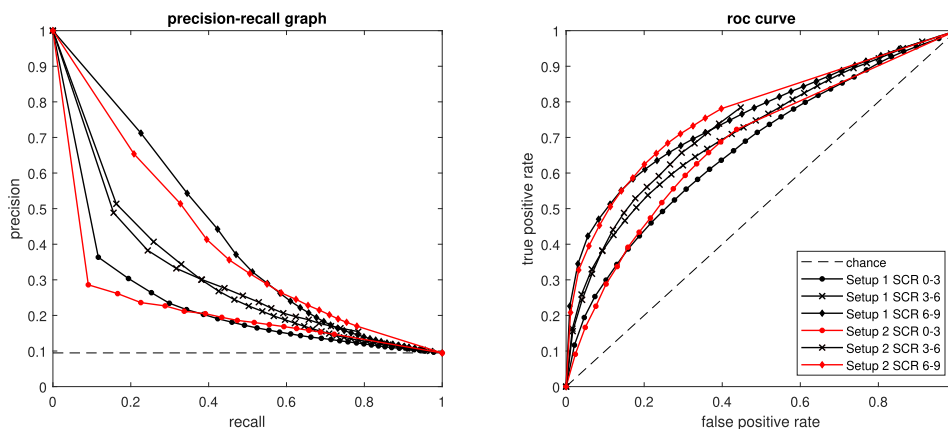 precision-recall graph
precision
1
0.9
0.8
0.7
0.6
0.5
0.4
0.3
0.2
0.1
0
0 0.2 0.4 0.6 0.8 1
recall
roc curve
true positive rate
1
0.9
0.8
0.7
0.6
0.5
0.4
0.3
0.2
0.1
0
0 0.2 0.4 0.6 0.8
false positive rate
chance
Setup 1 SCR 0-3
Setup 1 SCR 3-6
Setup 1 SCR 6-9
Setup 2 SCR 0-3
Setup 2 SCR 3-6
Setup 2 SCR 6-9